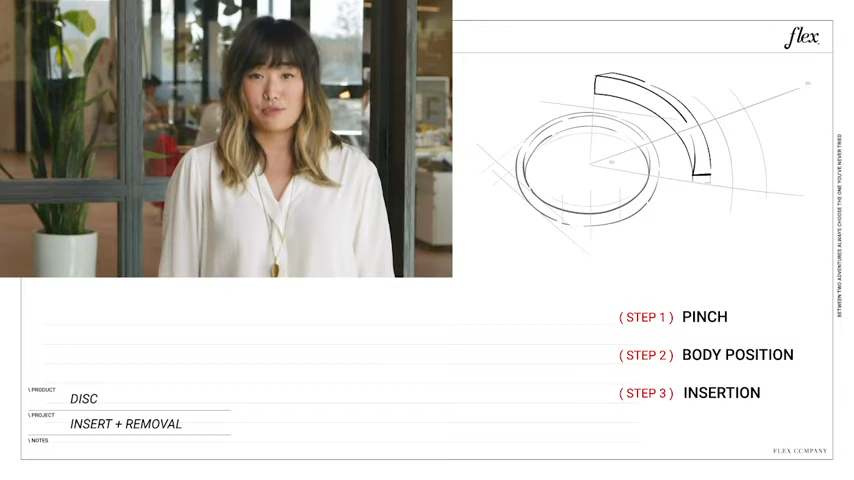 flex
BETWEEN TWO ADVENTURES ALWAYS CHOOSE THE ONE YOU'VE NEVER TRIED
( STEP 1 ) PINCH
( STEP 2 ) BODY POSITION
( STEP 3 ) INSERTION
\ PRODUCT
DISC
\ PROJECT
INSERT + REMOVAL
\ NOTES
FLEX COMPANY